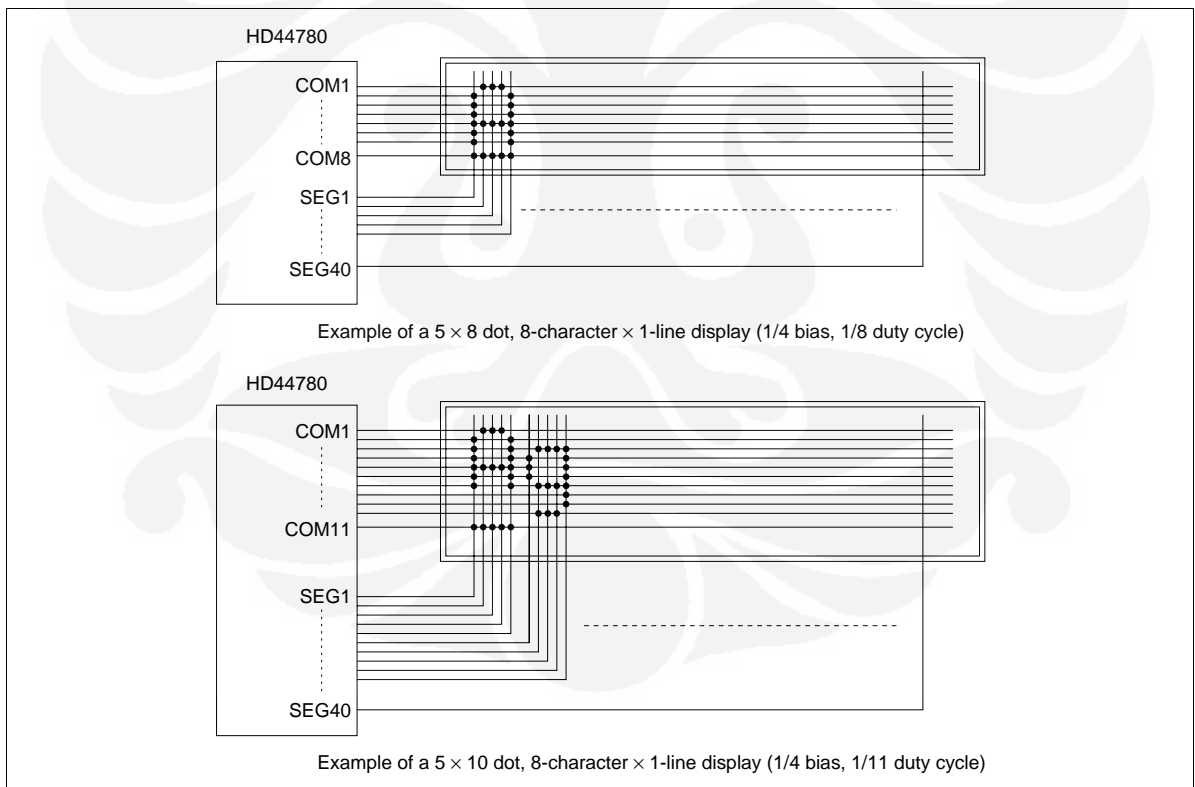 HD44780
COM1
COM8
SEG1
SEG40
Example of a 5 × 8 dot, 8-character × 1-line display (1/4 bias, 1/8 duty cycle)
HD44780
COM1
COM11
SEG1
SEG40
Example of a 5 × 10 dot, 8-character × 1-line display (1/4 bias, 1/11 duty cycle)